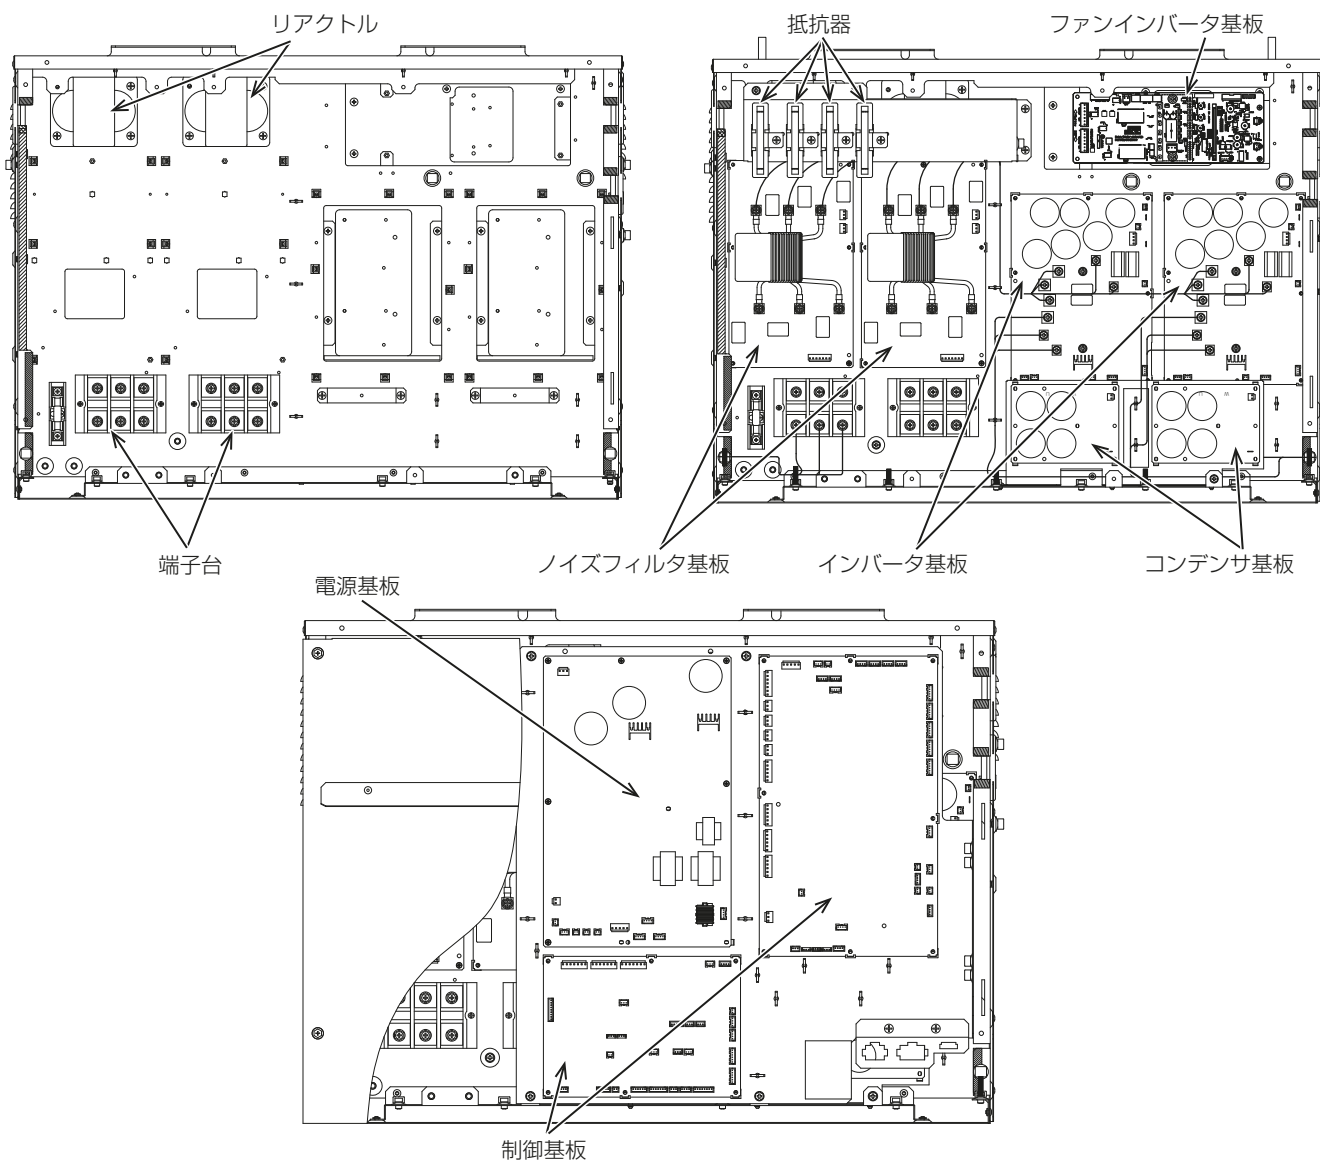 リアクトル
抵抗器
ファンインバータ基板
端子台
ノイズフィルタ基板
インバータ基板
コンデンサ基板
電源基板
制御基板